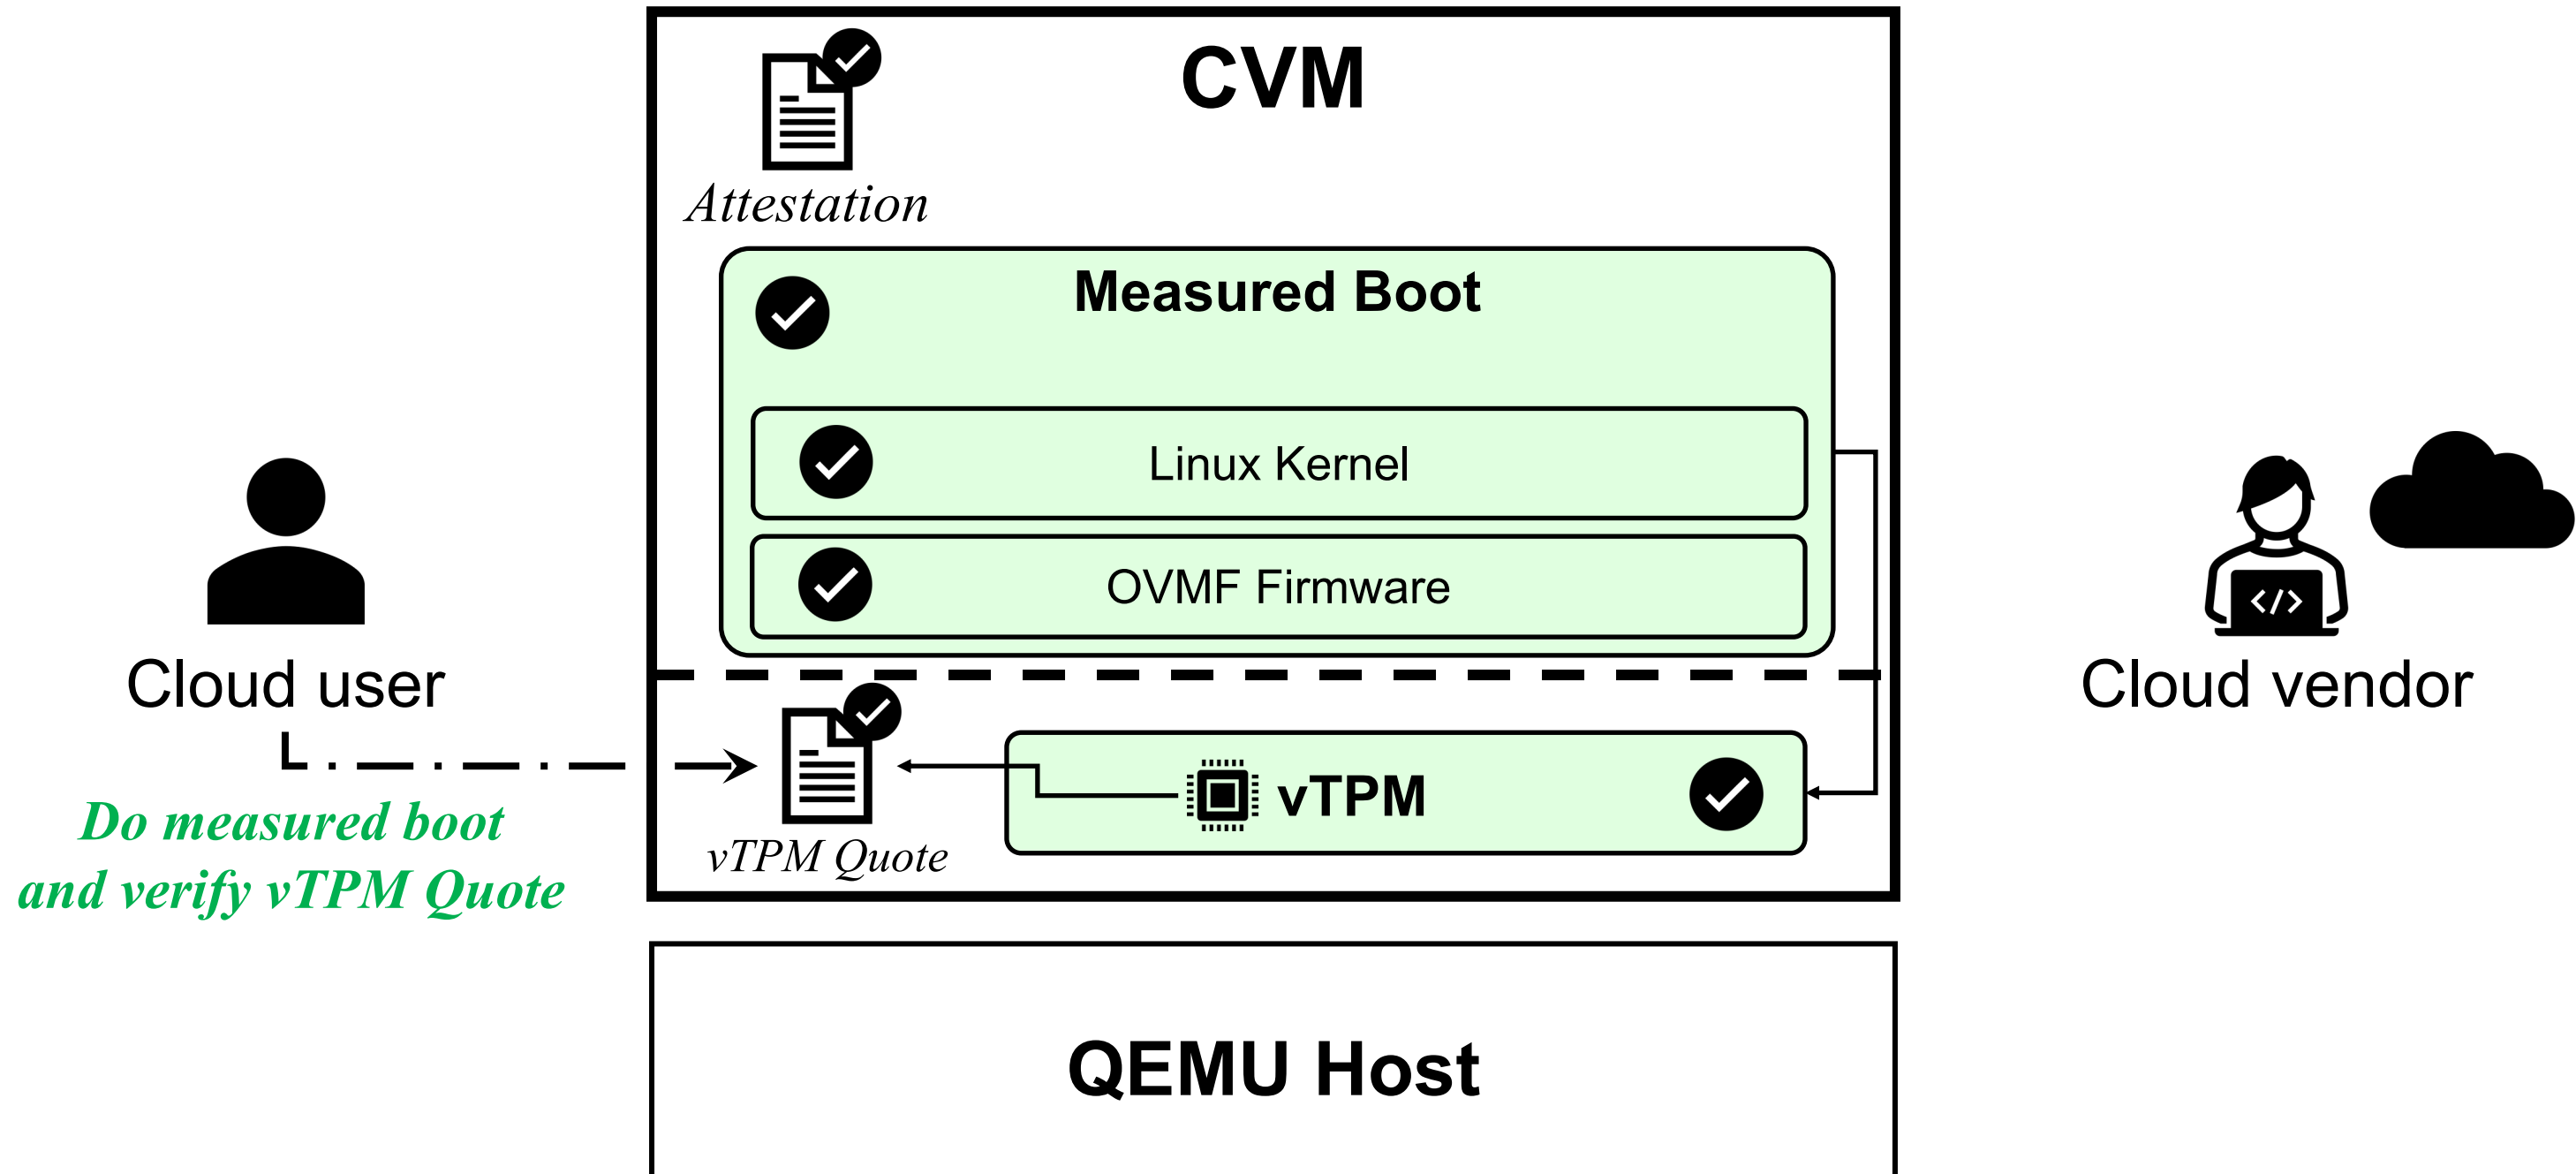 CVM
Attestation
Measured Boot
Linux Kernel
OVMF Firmware
Cloud user
Cloud vendor
Do measured boot
and verify vTPM Quote
vTPM Quote
vTPM
QEMU Host